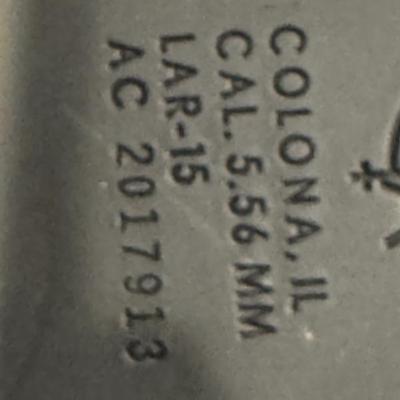 COLONA, IL
CAL. 5.56 MM
LAR-15
AC 2017913